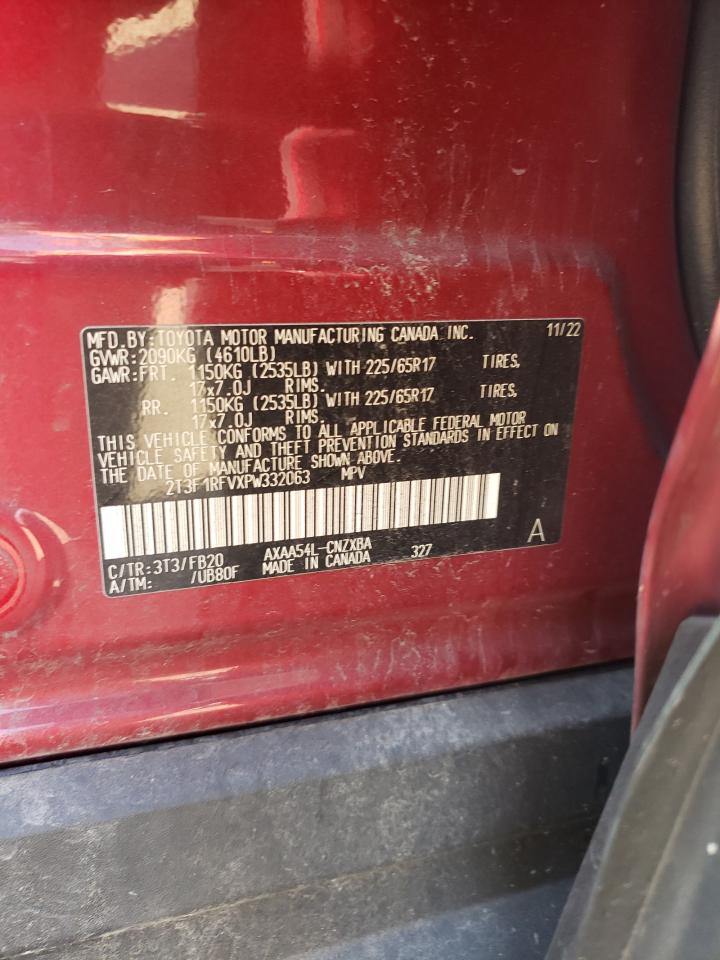 MFD.BY:TOYOTA MOTOR MANUFACTURING CANADA INC. 11/22
GVWR:2090KG (4610LB)
GAWR:FRT. 1150KG (2535LB) WITH 225/65R17 TIRES,
17x7.0J RIMS.
RR. 1150KG (2535LB) WITH 225/65R17 TIRES,
17x7.0J RIMS.
THIS VEHICLE CONFORMS TO ALL APPLICABLE FEDERAL MOTOR
VEHICLE SAFETY AND THEFT PREVENTION STANDARDS IN EFFECT ON
THE DATE OF MANUFACTURE SHOWN ABOVE.
2T3F1RFVXPW332063 MPV
A
C/TR:3T3/FB20 AXAA54L-CNZXBA 327
A/TM: /UB80F MADE IN CANADA